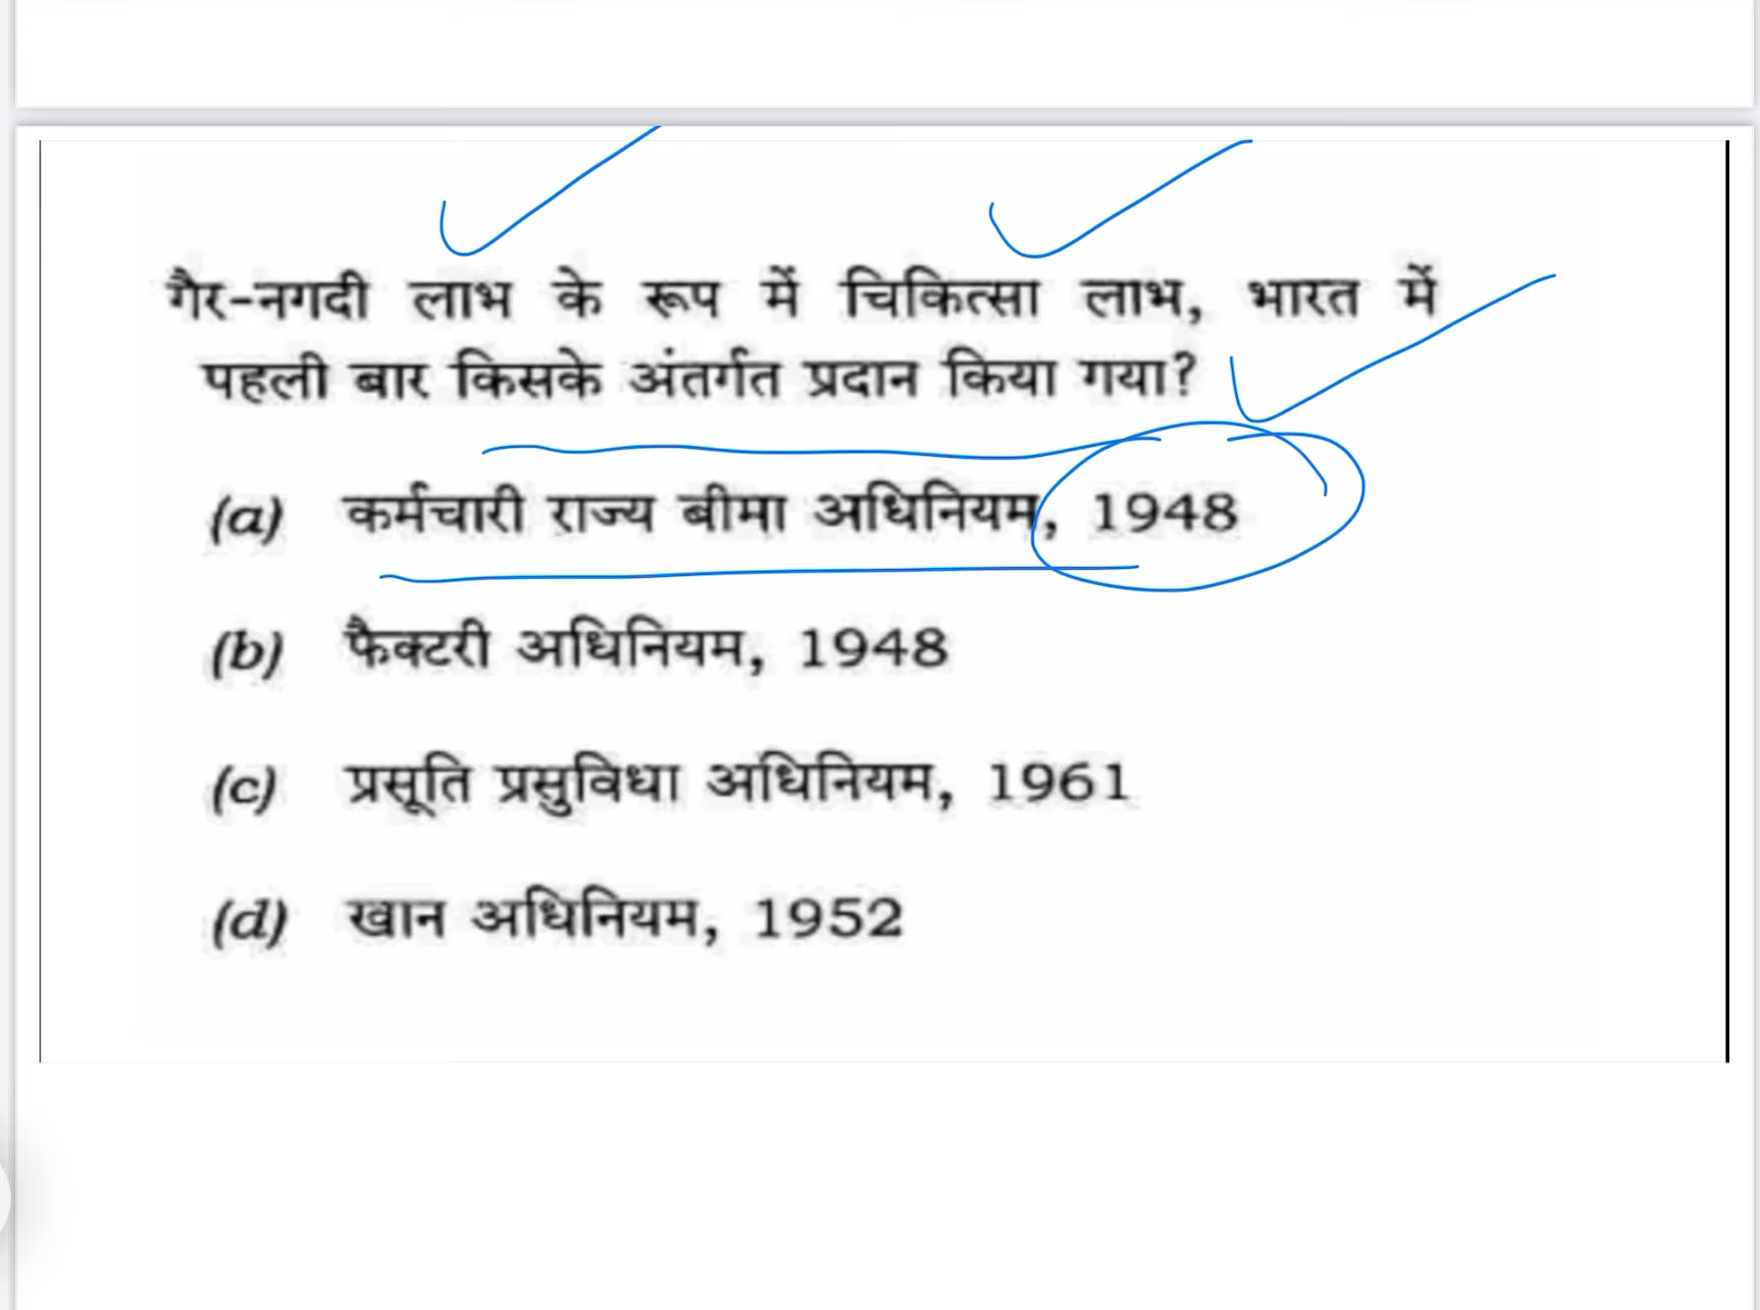 गैर-नगदी लाभ के रूप में चिकित्सा लाभ, भारत में
पहली बार किसके अंतर्गत प्रदान किया गया?
(a) कर्मचारी राज्य बीमा अधिनियम, 1948
(b) फैक्टरी अधिनियम, 1948
(c) प्रसूति प्रसुविधा अधिनियम, 1961
(d) खान अधिनियम, 1952